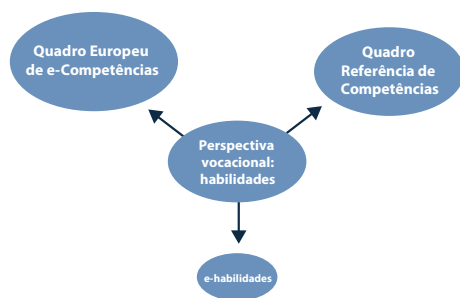 Quadro Europeu
de e-Competências
Quadro
Referência de
Competências
Perspectiva
vocacional:
habilidades
e-habilidades